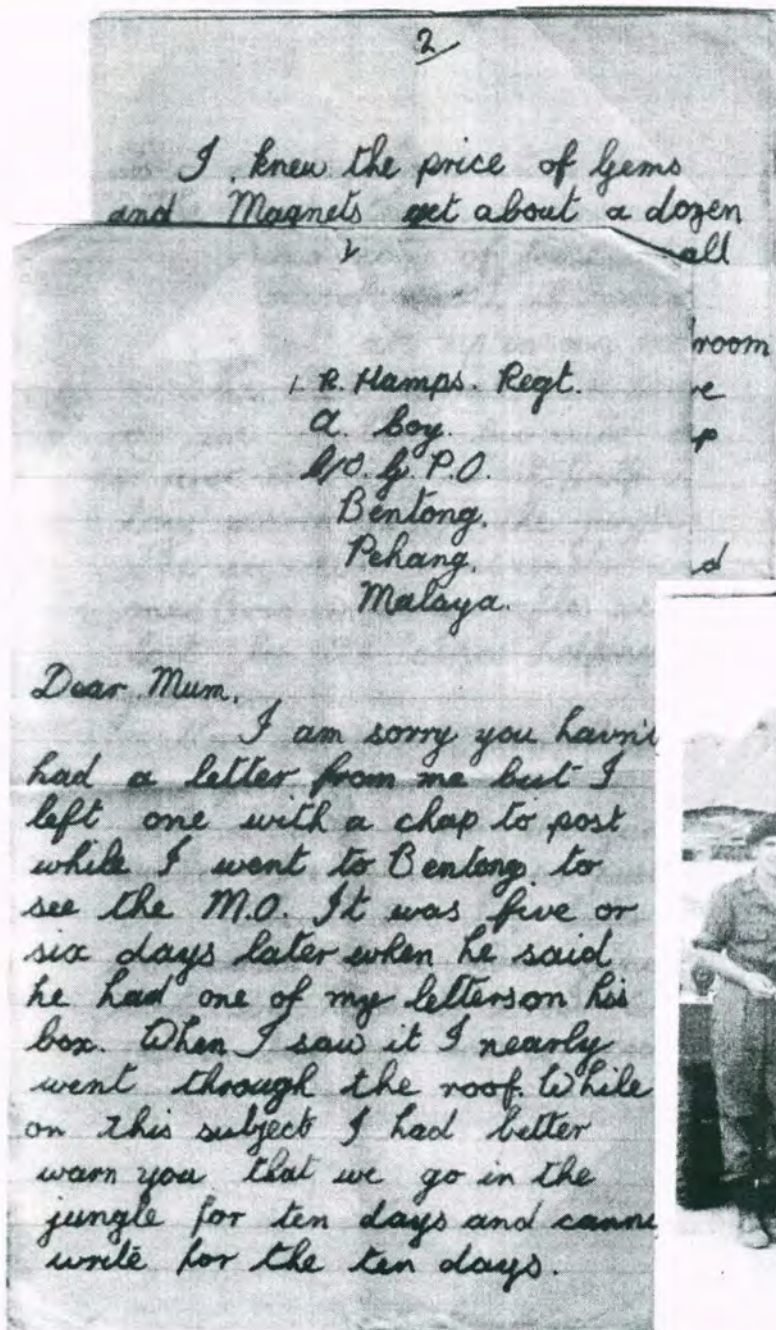 2
I knew the price of Gems
and Magnets get about a dozen
all
room
e
p
d
1
1 R. Hamps. Regt.
A. Coy.
C/O. G.P.O.
Bentong,
Pehang,
Malaya.
Dear Mum,
I am sorry you havn't
had a letter from me but I
left one with a chap to post
while I went to Bentong to
see the M.O. It was five or
six days later when he said
he had one of my letterson his
box. When I saw it I nearly
went through the roof. While
on this subject I had better
warn you that we go in the
jungle for ten days and cann
write for the ten days.